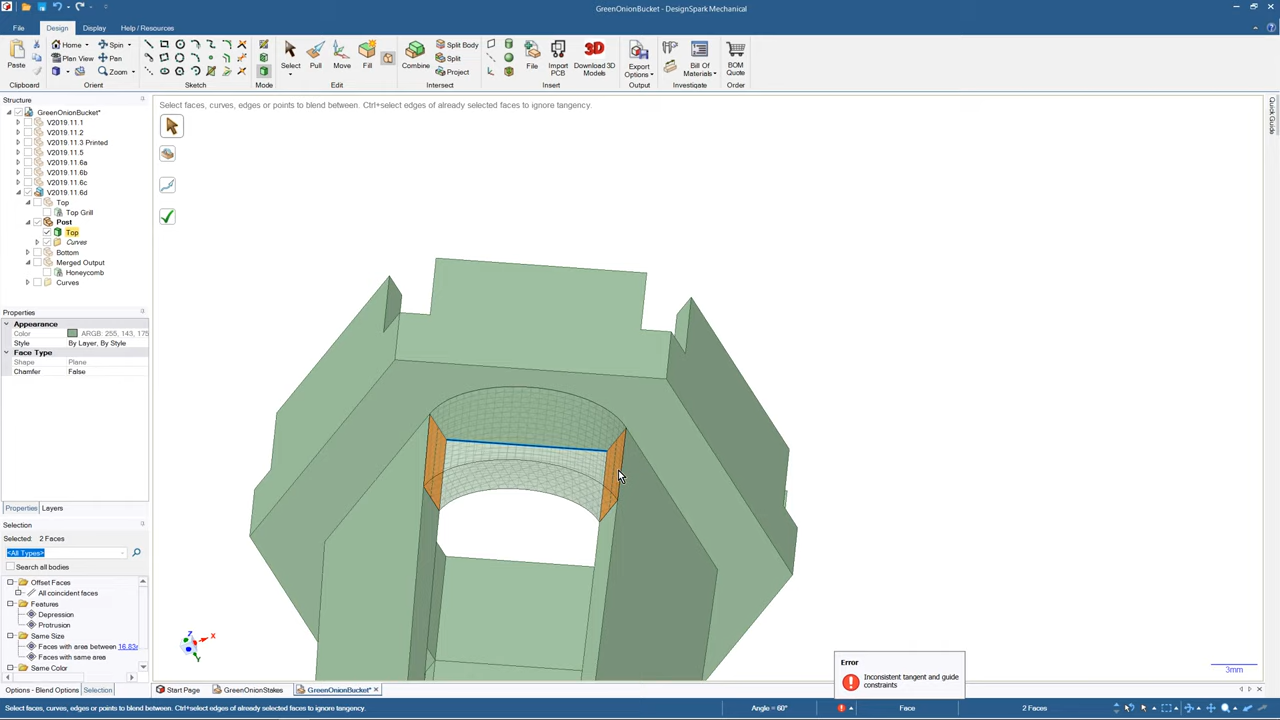 GreenOnionBucket - DesignSpark Mechanical
File Design Display Help / Resources
Paste
Home
Plan View
Spin
Pan
Zoom
Select
Pull
Move
Fill
Combine
Split Body
Split
Project
File
Import PCB
Download 3D Models
Export Options
Bill Of Materials
BOM Quote
Clipboard Orient Sketch Mode Edit Intersect Insert Output Investigate Order
Structure
GreenOnionBucket*
V2019.11.1
V2019.11.2
V2019.11.3 Printed
V2019.11.5
V2019.11.6a
V2019.11.6b
V2019.11.6c
V2019.11.6d
Top
Top Grill
Post
Top
Curves
Bottom
Merged Output
Honeycomb
Curves
Select faces, curves, edges or points to blend between. Ctrl+select edges of already selected faces to ignore tangency.
Quick Guide
Properties
Appearance
Color ARGB: 255, 143, 175
Style By Layer, By Style
Face Type
Shape Plane
Chamfer False
Properties Layers
Selection
Selected: 2 Faces
<All Types>
Search all bodies
Offset Faces
All coincident faces
Features
Depression
Protrusion
Same Size
Faces with area between 16.83
Faces with same area
Same Color
Z
X
Y
Error
Inconsistent tangent and guide
constraints
3mm
Options - Blend Options Selection
Start Page GreenOnionStakes GreenOnionBucket*
Select faces, curves, edges or points to blend between. Ctrl+select edges of already selected faces to ignore tangency. Angle = 60° Face 2 Faces